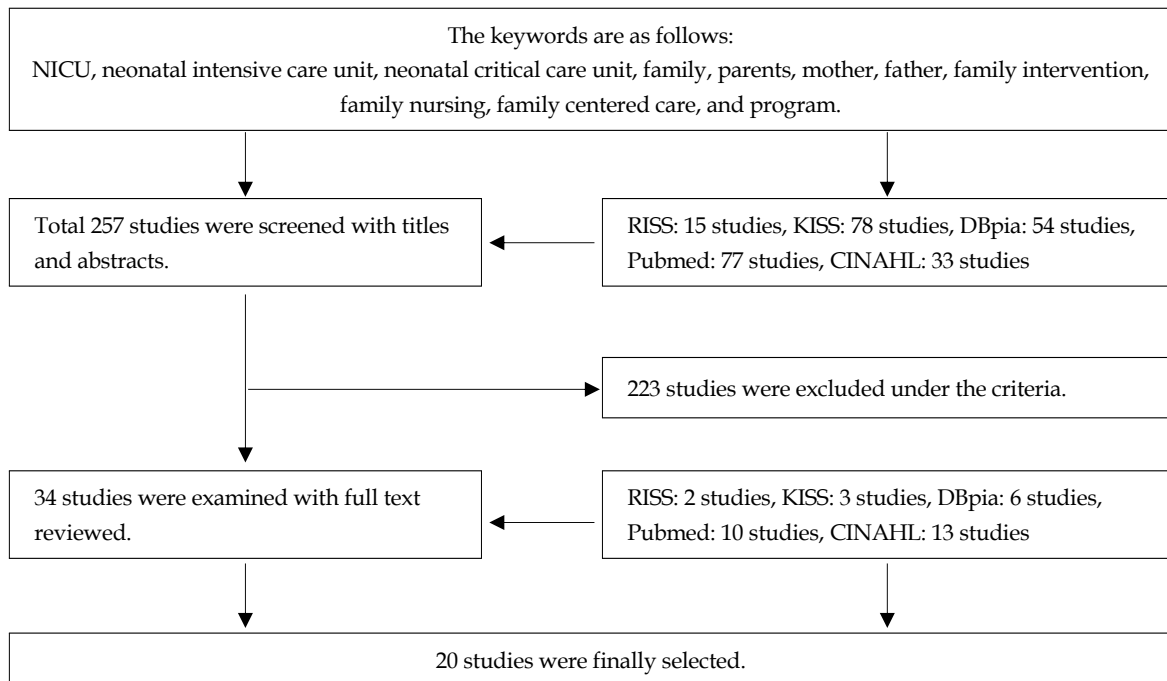 The keywords are as follows:
NICU, neonatal intensive care unit, neonatal critical care unit, family, parents, mother, father, family intervention,
family nursing, family centered care, and program.
Total 257 studies were screened with titles
and abstracts.
RISS: 15 studies, KISS: 78 studies, DBpia: 54 studies,
Pubmed: 77 studies, CINAHL: 33 studies
223 studies were excluded under the criteria.
34 studies were examined with full text
reviewed.
RISS: 2 studies, KISS: 3 studies, DBpia: 6 studies,
Pubmed: 10 studies, CINAHL: 13 studies
20 studies were finally selected.